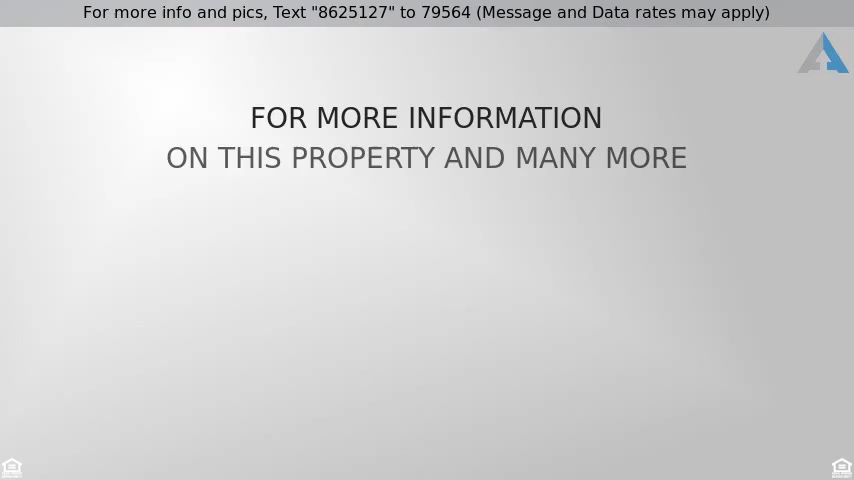 For more info and pics, Text "8625127" to 79564 (Message and Data rates may apply)
FOR MORE INFORMATION
ON THIS PROPERTY AND MANY MORE